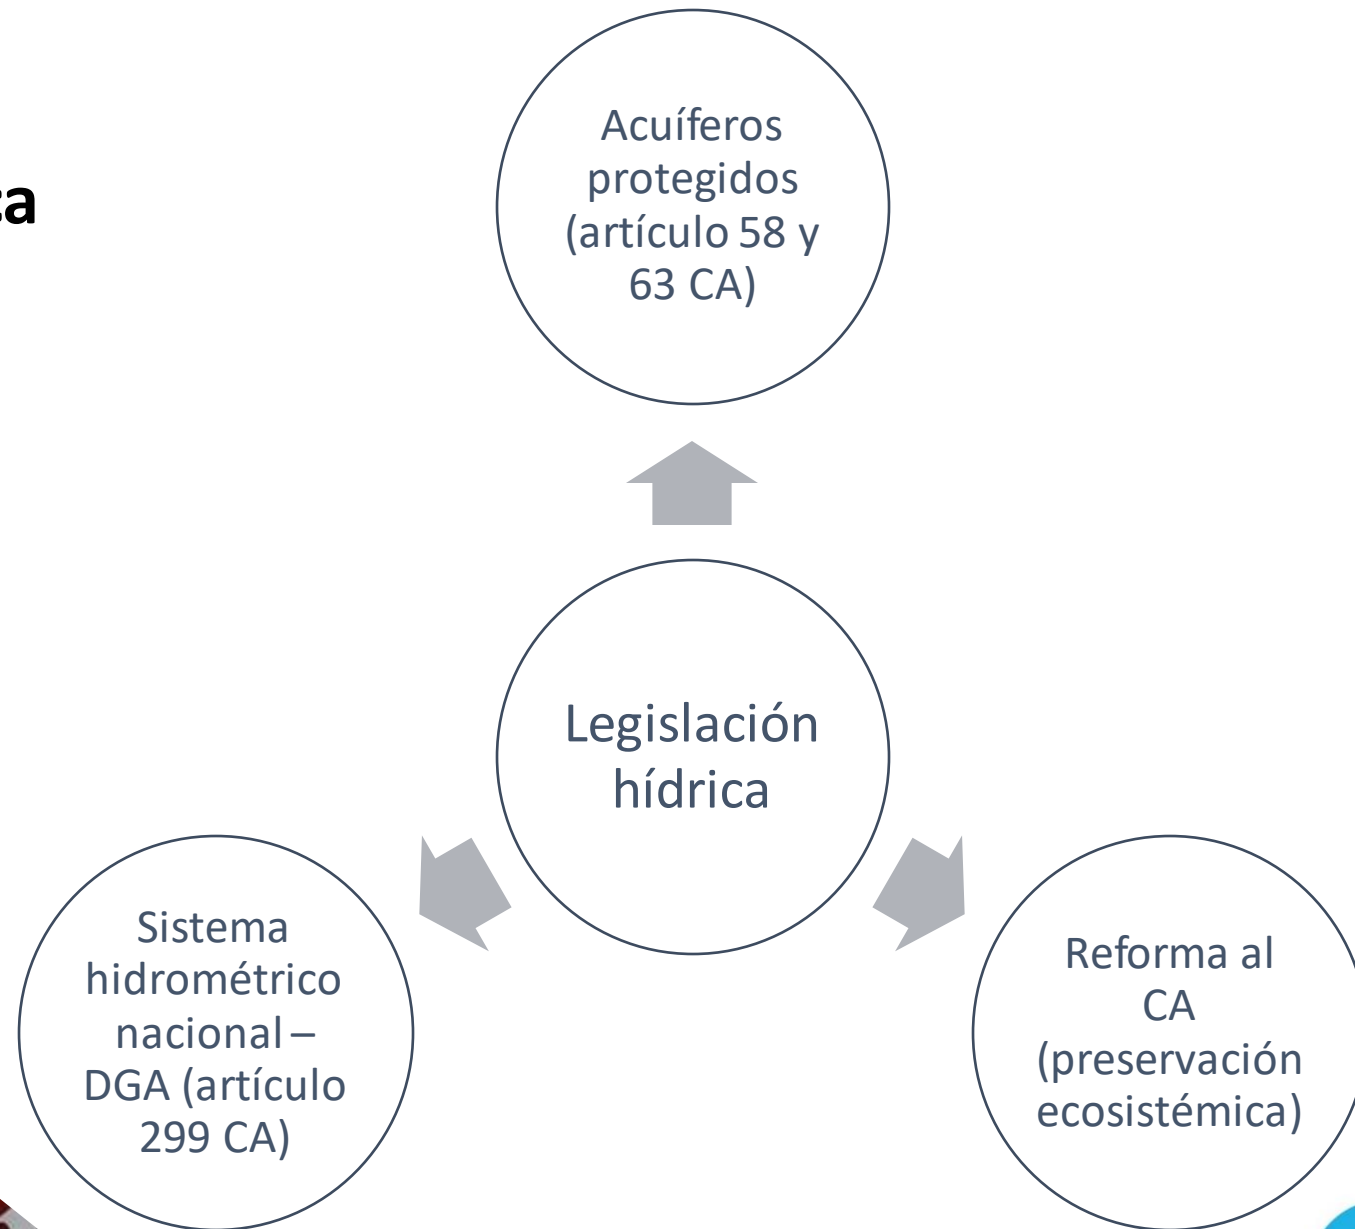 Acuíferos
protegidos
(artículo 58 y
63 CA)
Legislación
hídrica
Sistema
hidrométrico
nacional –
DGA (artículo
299 CA)
Reforma al
CA
(preservación
ecosistémica)